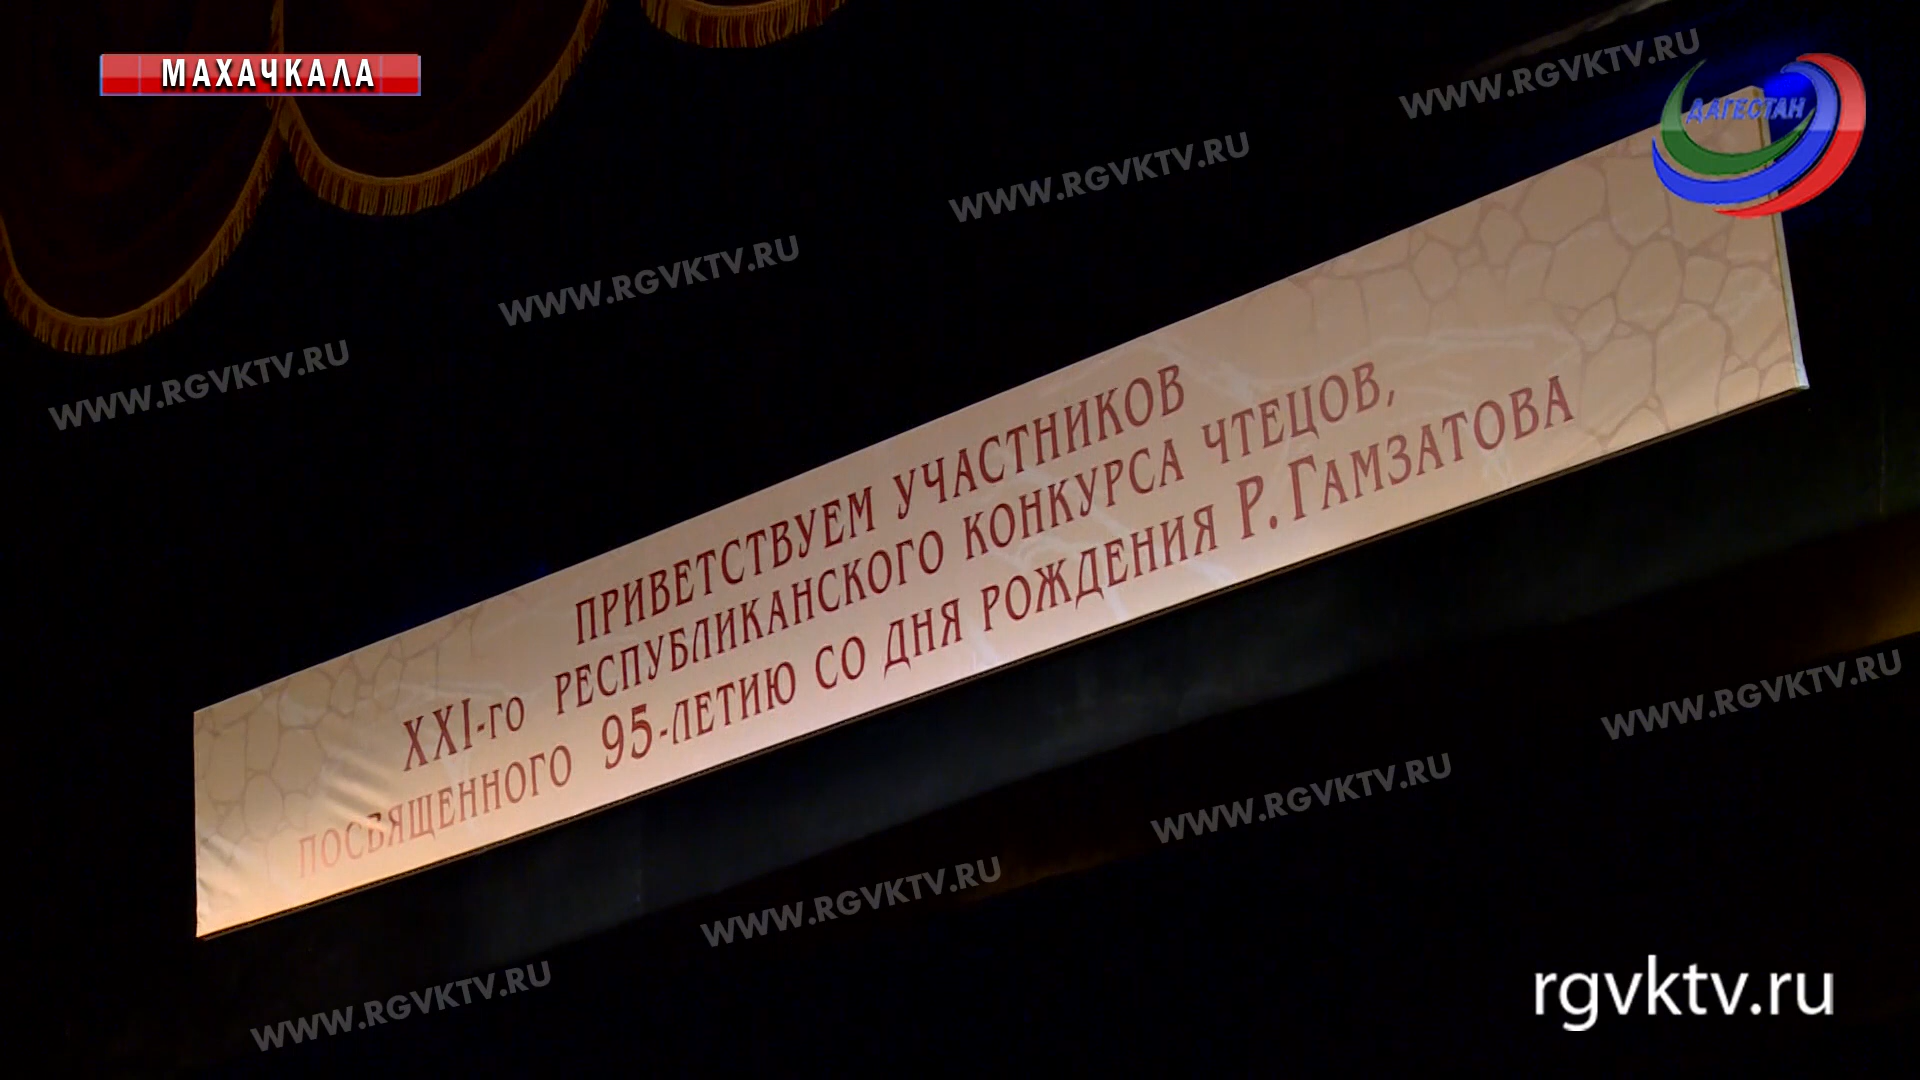 МАХАЧКАЛА
ДАГЕСТАН
WWW.RGVKTV.RU
WWW.RGVKTV.RU
WWW.RGVKTV.RU
WWW.RGVKTV.RU
ПРИВЕТСТВУЕМ УЧАСТНИКОВ
XXI-го РЕСПУБЛИКАНСКОГО КОНКУРСА ЧТЕЦОВ,
ПОСВЯЩЕННОГО 95-ЛЕТИЮ СО ДНЯ РОЖДЕНИЯ Р. ГАМЗАТОВА
WWW.RGVKTV.RU
WWW.RGVKTV.RU
WWW.RGVKTV.RU
WWW.RGVKTV.RU
rgvktv.ru